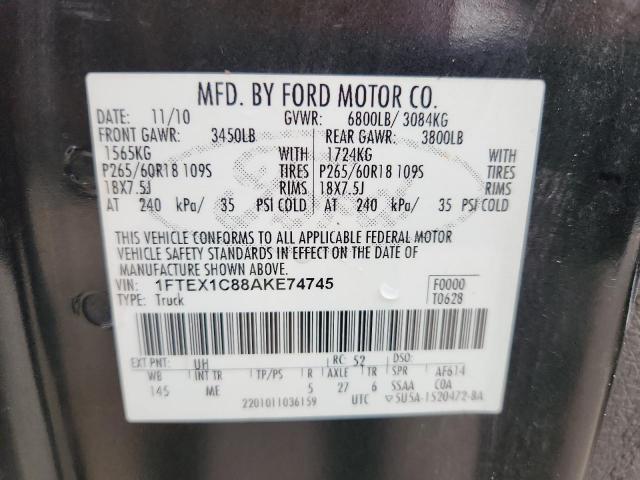 MFD. BY FORD MOTOR CO.
DATE: 11/10 GVWR: 6800LB/ 3084KG
FRONT GAWR: 3450LB REAR GAWR: 3800LB
1565KG WITH 1724KG WITH
P265/60R18 109S TIRES P265/60R18 109S TIRES
18X7.5J RIMS 18X7.5J RIMS
AT 240 kPa/ 35 PSI COLD AT 240 kPa/ 35 PSI COLD
THIS VEHICLE CONFORMS TO ALL APPLICABLE FEDERAL MOTOR
VEHICLE SAFETY STANDARDS IN EFFECT ON THE DATE OF
MANUFACTURE SHOWN ABOVE.
VIN: 1FTEX1C88AKE74745 F0000
TYPE: Truck T0628
EXT PNT: UH RC: 52 DSO:
WB INT TR TP/PS R AXLE TR SPR AF614
145 ME 5 27 6 SSAA C0A
2201011036159 UTC 5U5A-1520472-BA